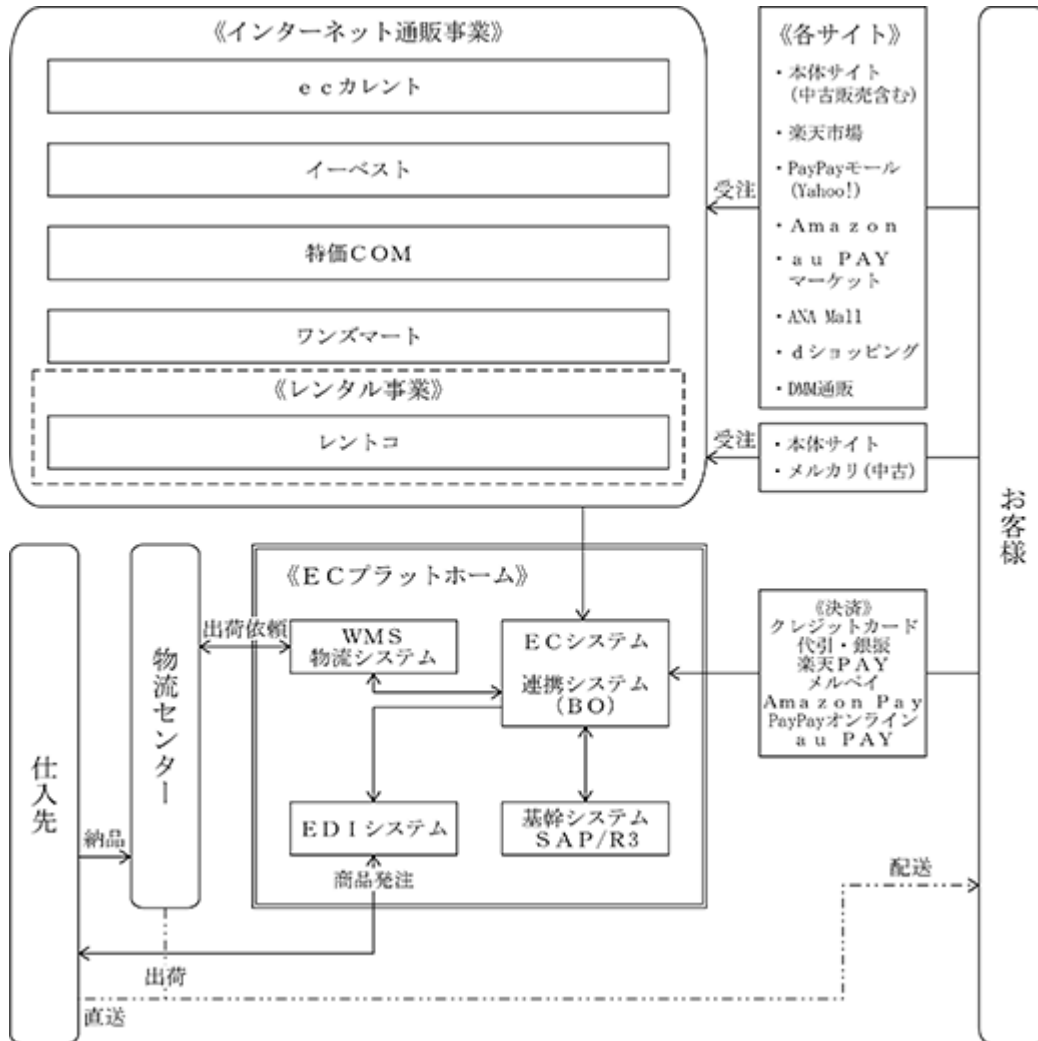 《インターネット通販事業》
ｅｃカレント
イーベスト
特価ＣＯＭ
ワンズマート
《レンタル事業》
レントコ
受注
受注
《各サイト》
・本体サイト
(中古販売含む)
・楽天市場
・PayPayモール
(Yahoo!)
・Ａｍａｚｏｎ
・ａｕ ＰＡＹ
マーケット
・ANA Mall
・ｄショッピング
・DMM通販
・本体サイト
・メルカリ(中古)
お客様
《ＥＣプラットホーム》
出荷依頼
ＷＭＳ
物流システム
ＥＣシステム
連携システム
（ＢＯ）
ＥＤＩシステム
基幹システム
ＳＡＰ/Ｒ３
商品発注
《決済》
クレジットカード
代引・銀振
楽天ＰＡＹ
メルペイ
Ａｍａｚｏｎ Ｐａｙ
PayPayオンライン
ａｕ ＰＡＹ
物流センター
仕入先
納品
配送
出荷
直送